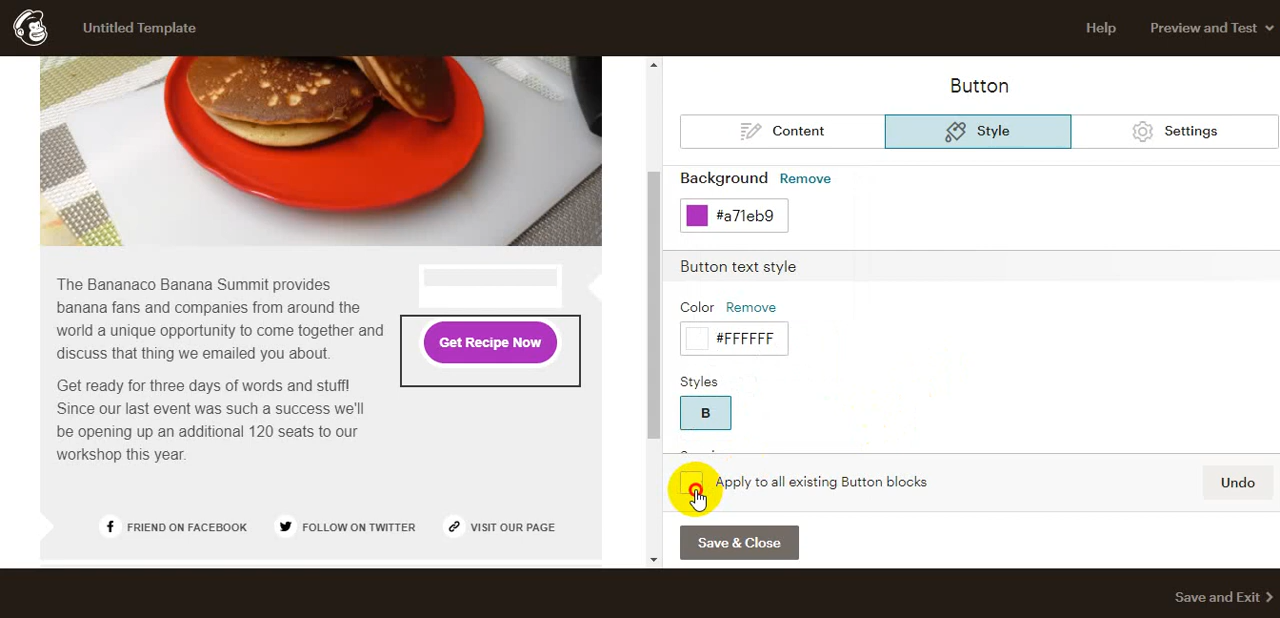 Untitled Template
Help
Preview and Test
The Bananaco Banana Summit provides
banana fans and companies from around the
world a unique opportunity to come together and
discuss that thing we emailed you about.
Get ready for three days of words and stuff!
Since our last event was such a success we'll
be opening up an additional 120 seats to our
workshop this year.
Get Recipe Now
FRIEND ON FACEBOOK
FOLLOW ON TWITTER
VISIT OUR PAGE
Button
Content
Style
Settings
Background Remove
#a71eb9
Button text style
Color Remove
#FFFFFF
Styles
B
Apply to all existing Button blocks
Undo
Save & Close
Save and Exit